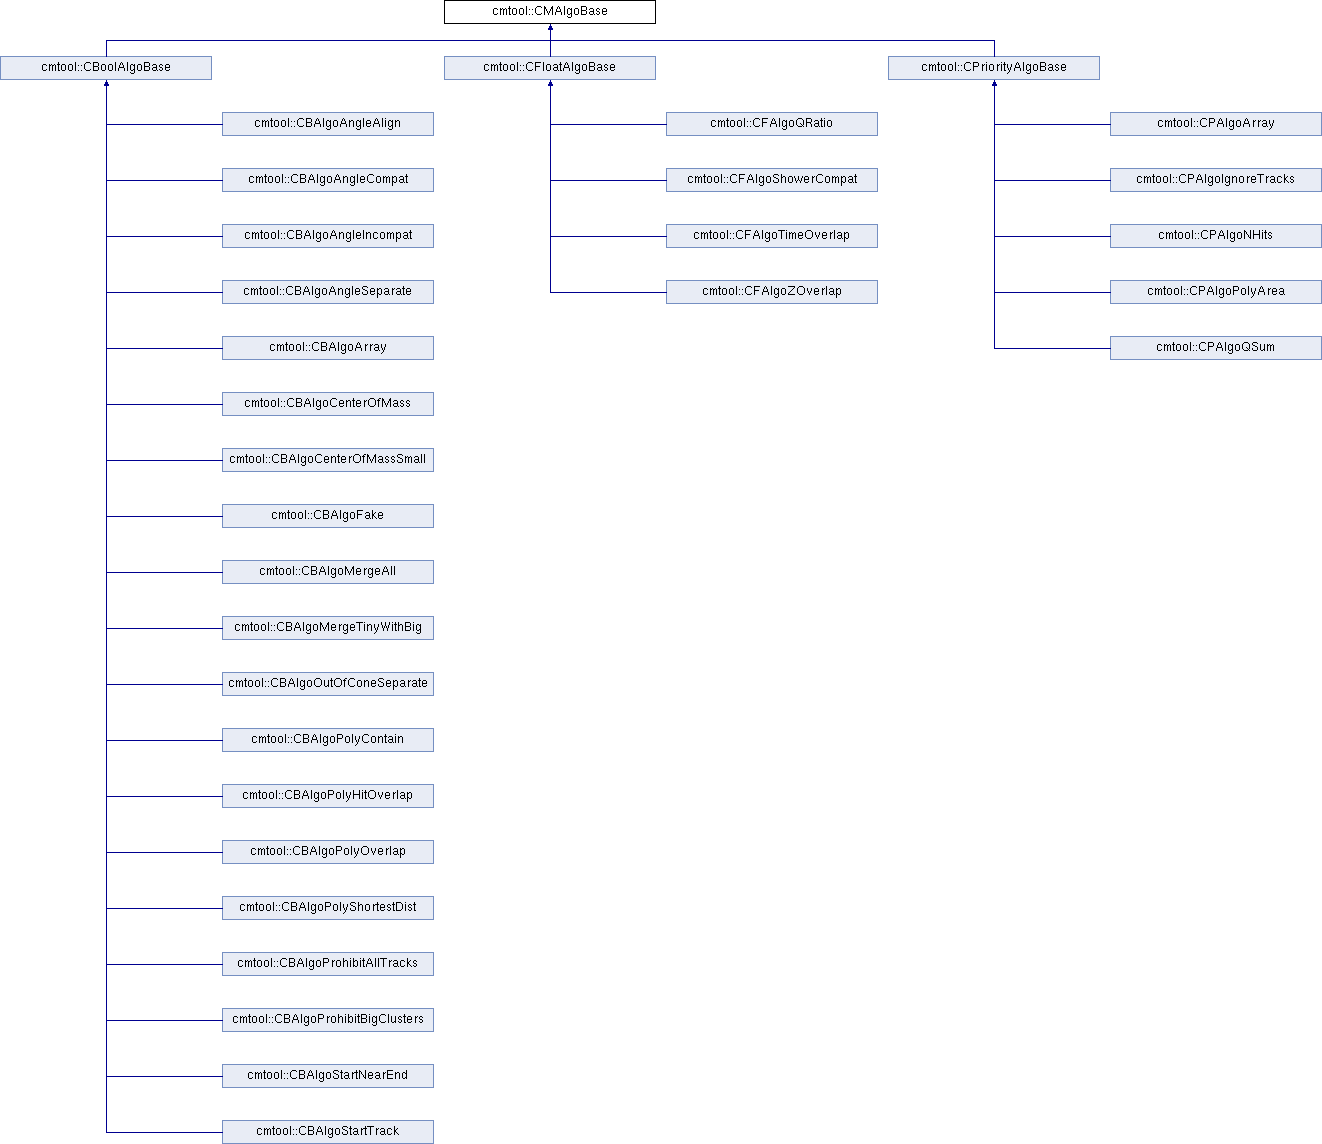 cmtool::CMAlgoBase
cmtool::CBoolAlgoBase
cmtool::CFloatAlgoBase
cmtool::CPriorityAlgoBase
cmtool::CBAlgoAngleAlign
cmtool::CFAlgoQRatio
cmtool::CPAlgoArray
cmtool::CBAlgoAngleCompat
cmtool::CFAlgoShowerCompat
cmtool::CPAlgoIgnoreTracks
cmtool::CBAlgoAngleIncompat
cmtool::CFAlgoTimeOverlap
cmtool::CPAlgoNHits
cmtool::CBAlgoAngleSeparate
cmtool::CFAlgoZOverlap
cmtool::CPAlgoPolyArea
cmtool::CBAlgoArray
cmtool::CPAlgoQSum
cmtool::CBAlgoCenterOfMass
cmtool::CBAlgoCenterOfMassSmall
cmtool::CBAlgoFake
cmtool::CBAlgoMergeAll
cmtool::CBAlgoMergeTinyWithBig
cmtool::CBAlgoOutOfConeSeparate
cmtool::CBAlgoPolyContain
cmtool::CBAlgoPolyHitOverlap
cmtool::CBAlgoPolyOverlap
cmtool::CBAlgoPolyShortestDist
cmtool::CBAlgoProhibitAllTracks
cmtool::CBAlgoProhibitBigClusters
cmtool::CBAlgoStartNearEnd
cmtool::CBAlgoStartTrack